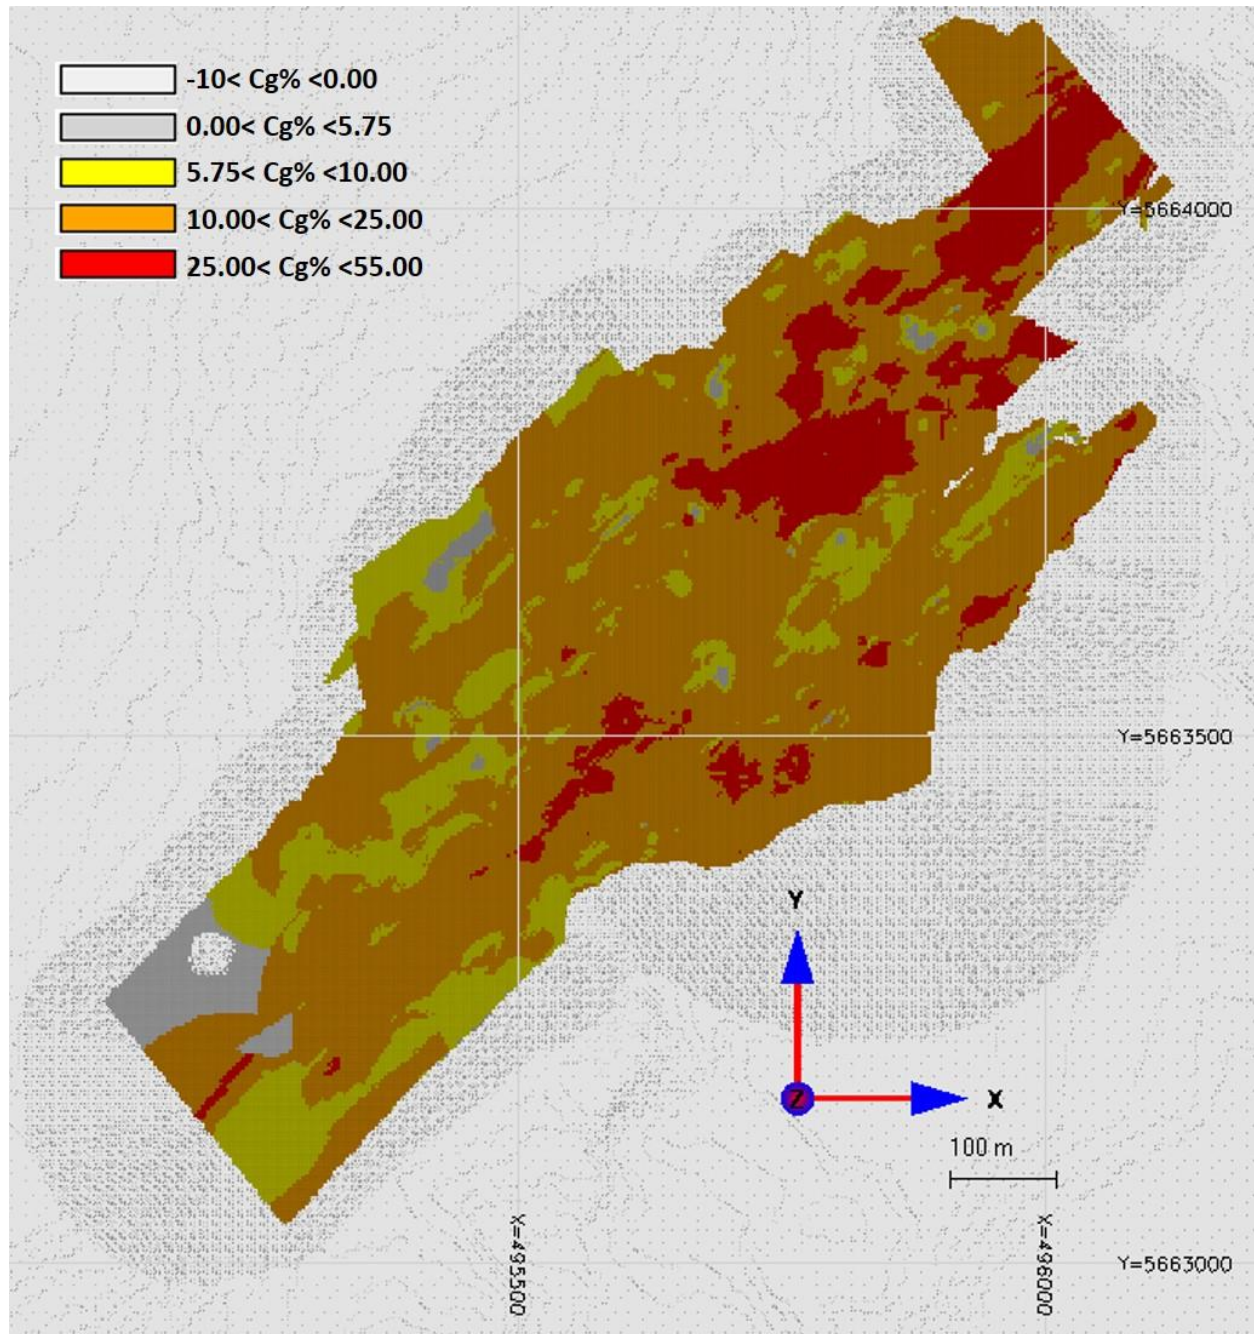 -10< Cg% <0.00
0.00< Cg% <5.75
5.75< Cg% <10.00
10.00< Cg% <25.00
25.00< Cg% <55.00
Y=5664000
Y=5663500
Y
Z
X
100 m
X=495500
X=496000
Y=5663000